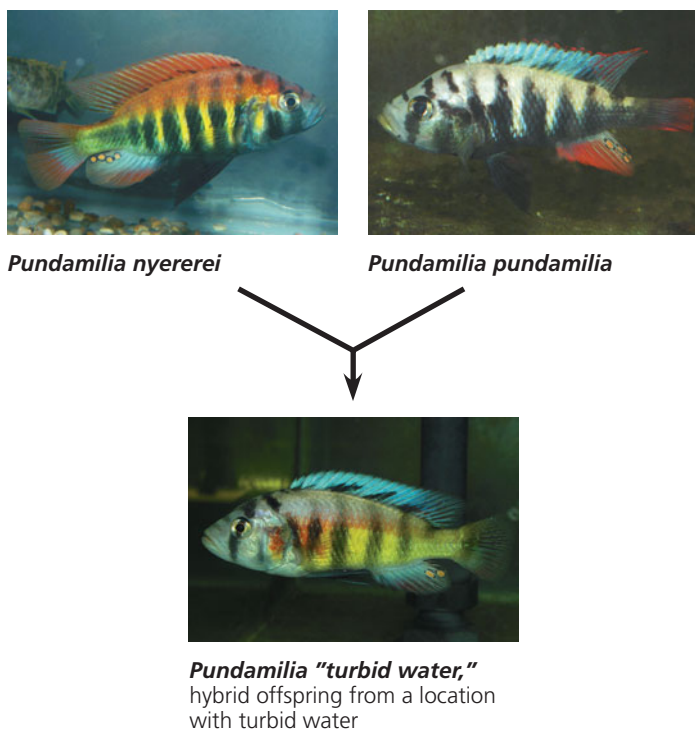 Pundamilia nyererei
Pundamilia pundamilia
Pundamilia "turbid water,"
hybrid offspring from a location
with turbid water